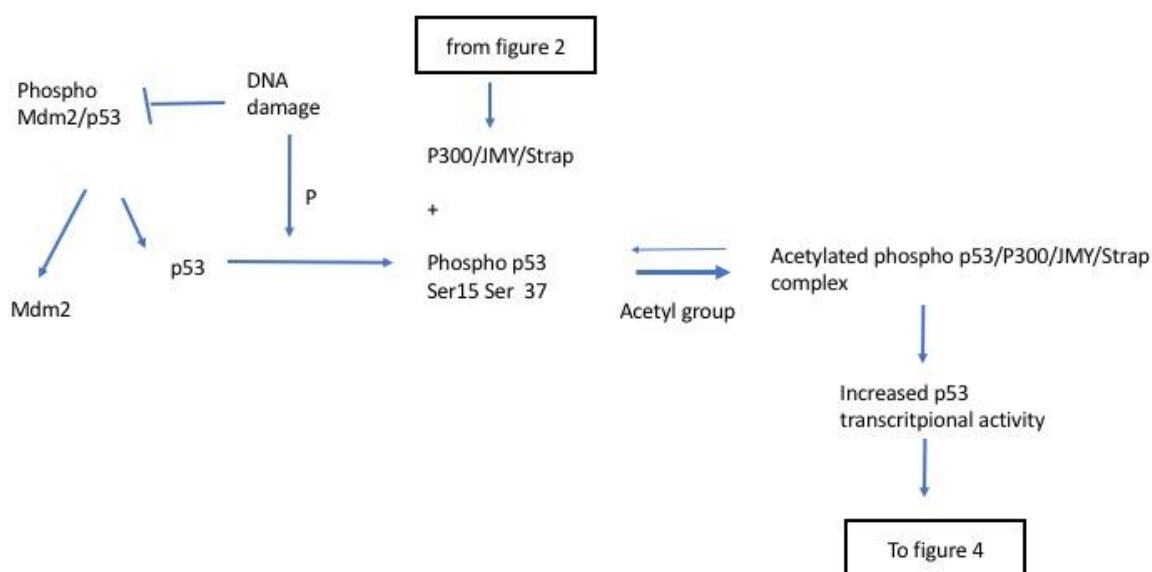 from figure 2
Phospho
Mdm2/p53
DNA
damage
P300/JMY/Strap
P
+
p53
Phospho p53
Ser15 Ser 37
Acetylated phospho p53/P300/JMY/Strap
complex
Mdm2
Acetyl group
Increased p53
transcritpional activity
To figure 4